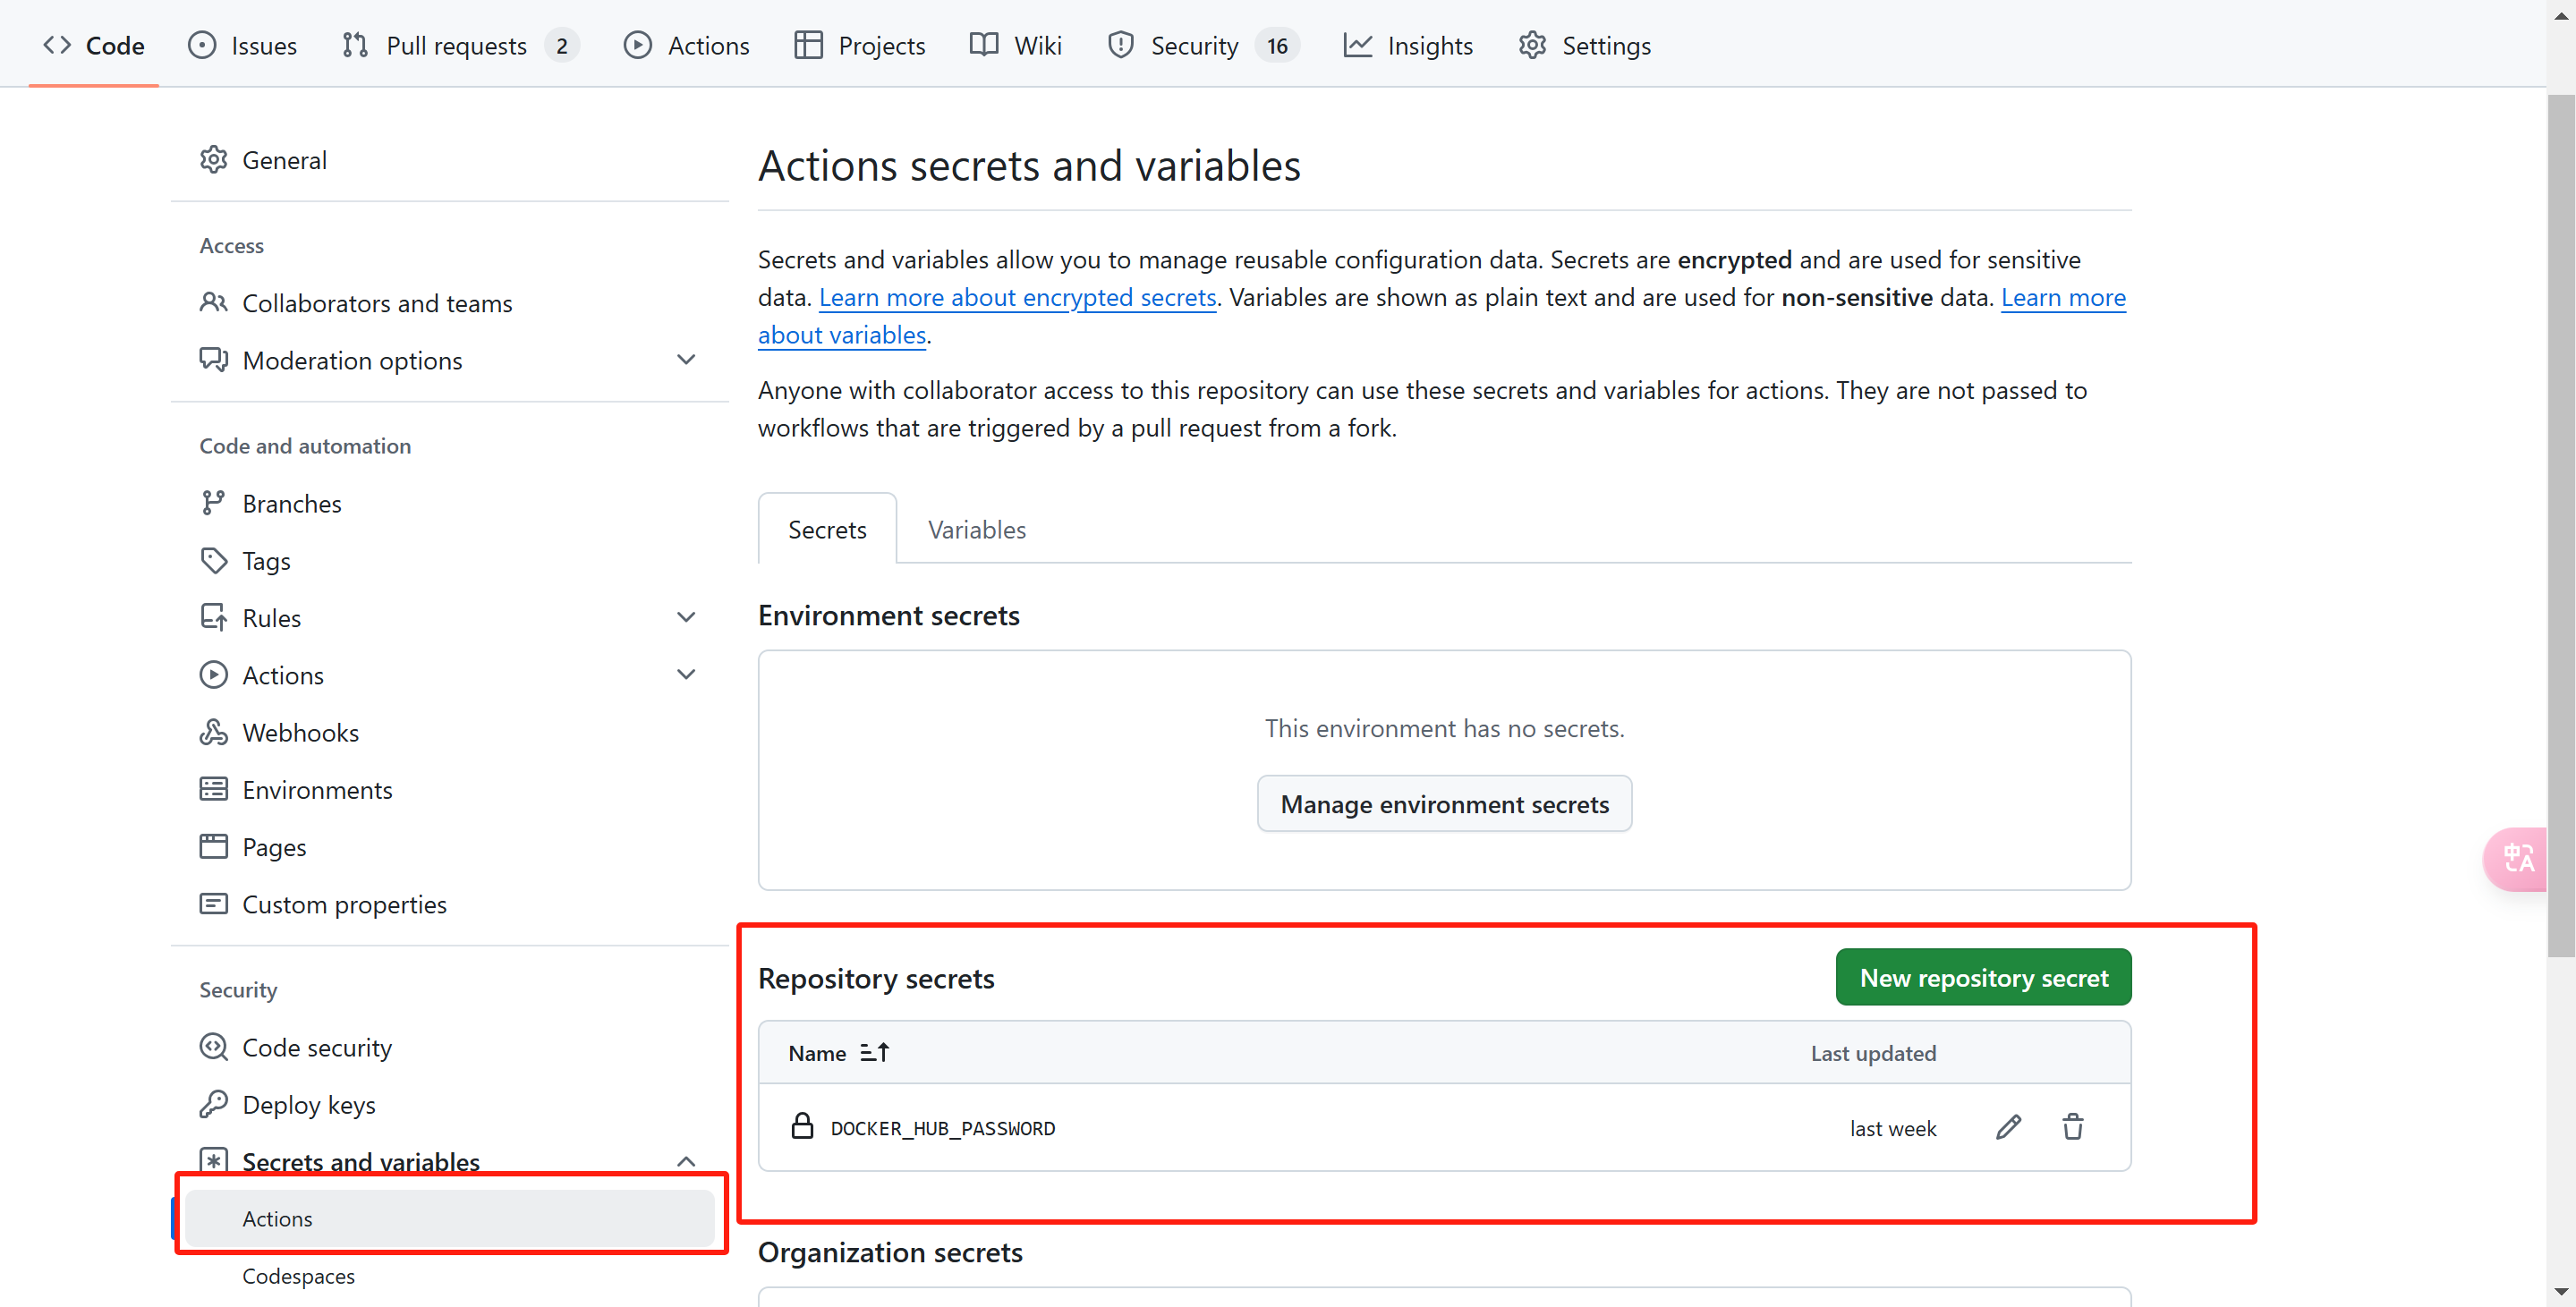 Code Issues Pull requests 2 Actions Projects Wiki Security 16 Insights Settings
General
Access
Collaborators and teams
Moderation options
Code and automation
Branches
Tags
Rules
Actions
Webhooks
Environments
Pages
Custom properties
Security
Code security
Deploy keys
Secrets and variables
Actions
Codespaces
Actions secrets and variables
Secrets and variables allow you to manage reusable configuration data. Secrets are encrypted and are used for sensitive
data. Learn more about encrypted secrets. Variables are shown as plain text and are used for non-sensitive data. Learn more
about variables.
Anyone with collaborator access to this repository can use these secrets and variables for actions. They are not passed to
workflows that are triggered by a pull request from a fork.
Secrets Variables
Environment secrets
This environment has no secrets.
Manage environment secrets
Repository secrets
New repository secret
Name Last updated
DOCKER_HUB_PASSWORD last week
Organization secrets
中A